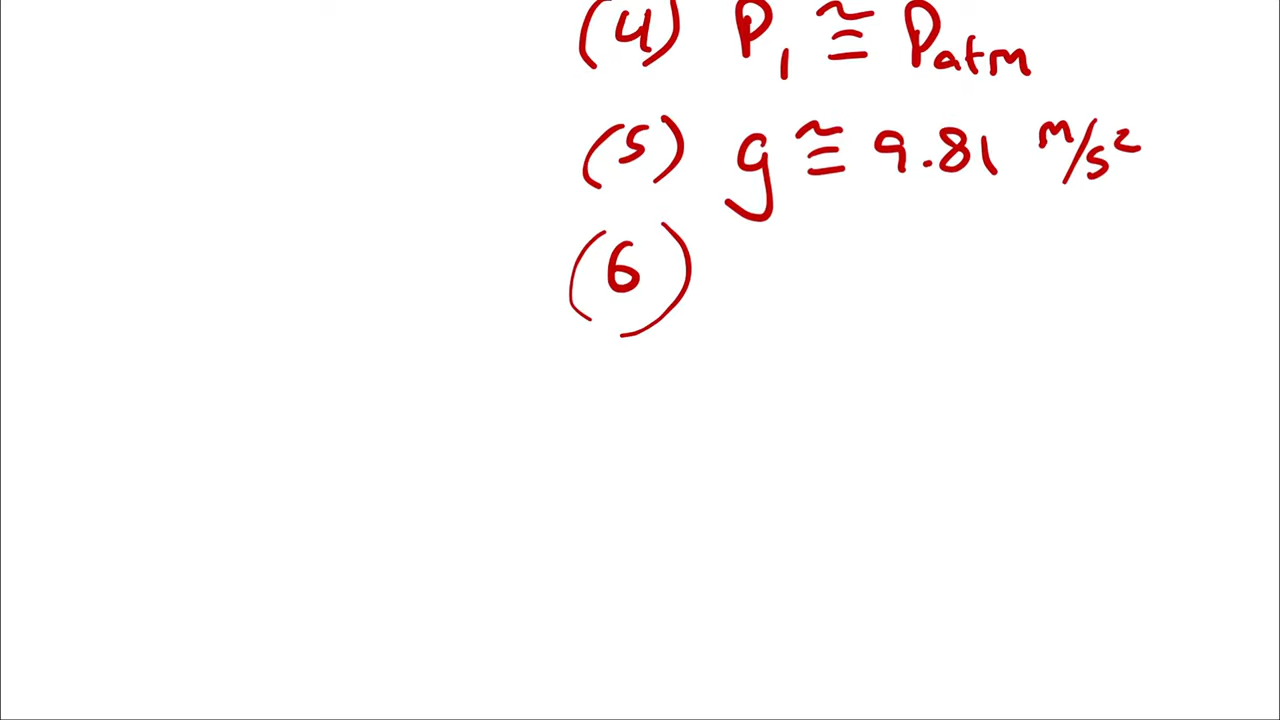 (4) P₁ ≅ Patm
(5) g ≅ 9.81 m/s²
(6)